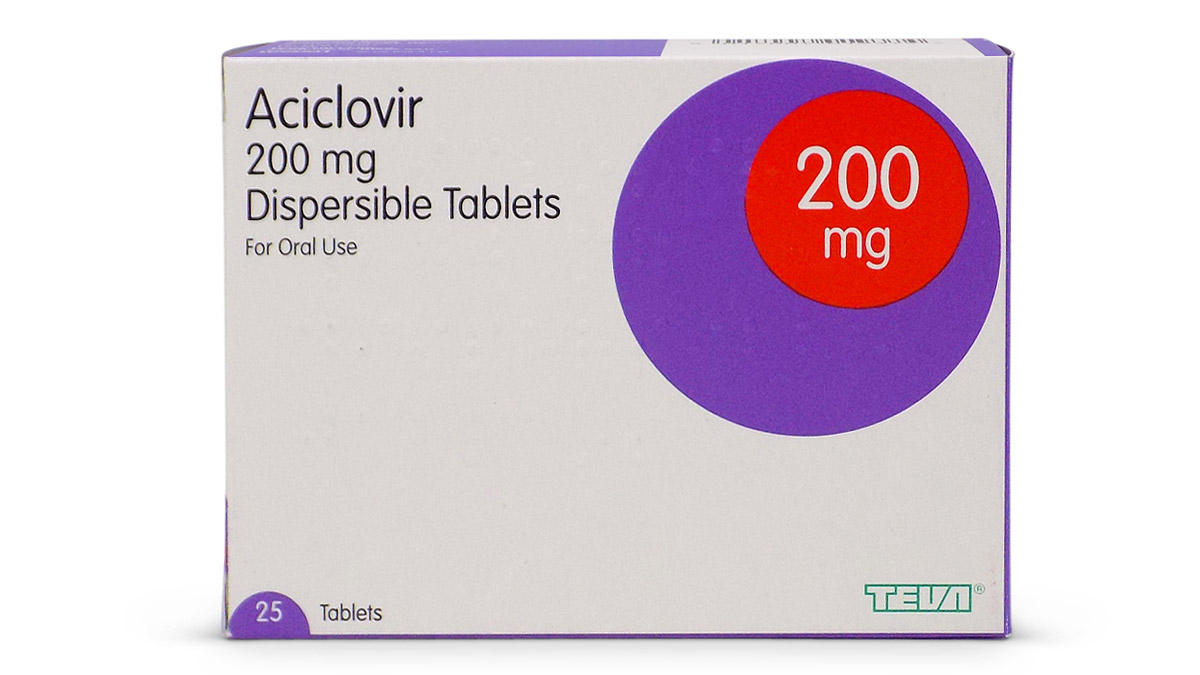 Aciclovir
200 mg
Dispersible Tablets
For Oral Use
200
mg
25 Tablets
TEVA®